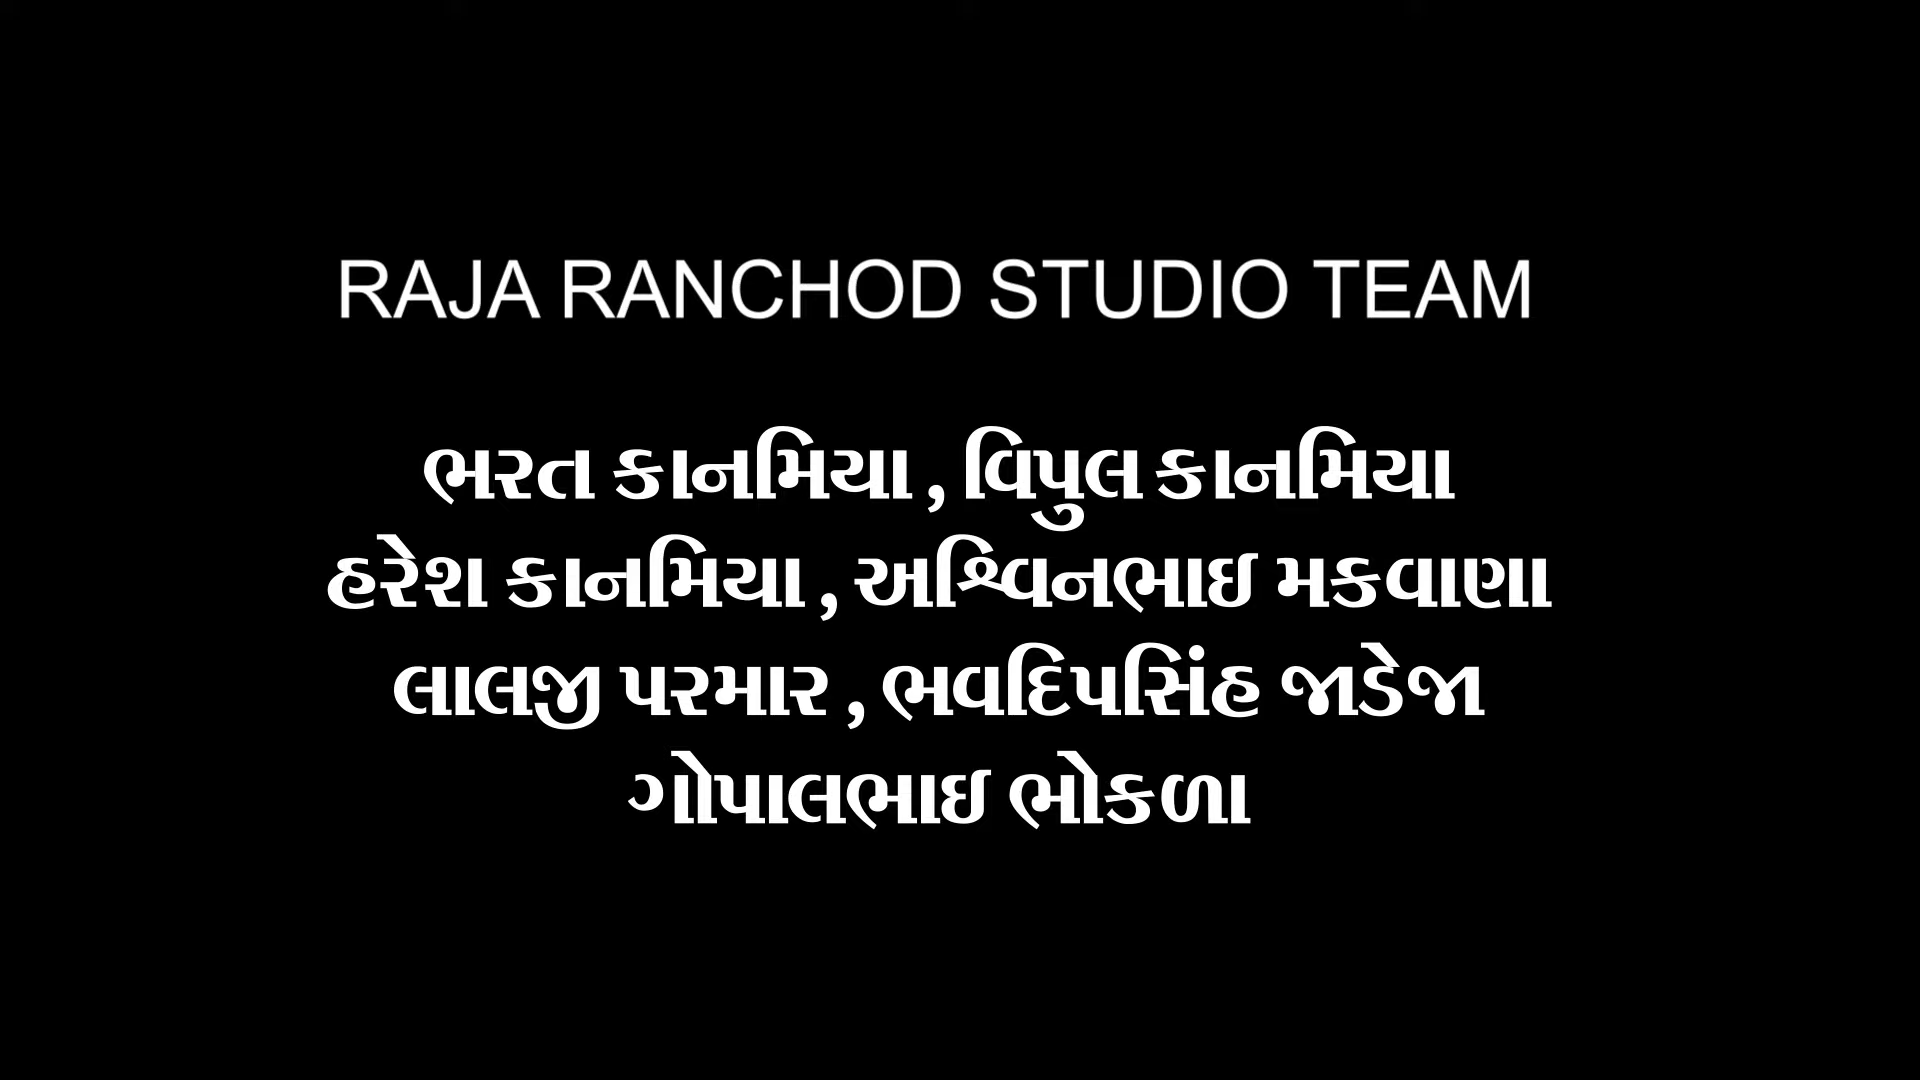 RAJA RANCHOD STUDIO TEAM
ભરત કાનમિયા , વિપુલ કાનમિયા
હરેશ કાનમિયા , અશ્વિનભાઇ મકવાણા
લાલજી પરમાર , ભવદિપસિંહ જાડેજા
ગોપાલભાઇ ભોકળા